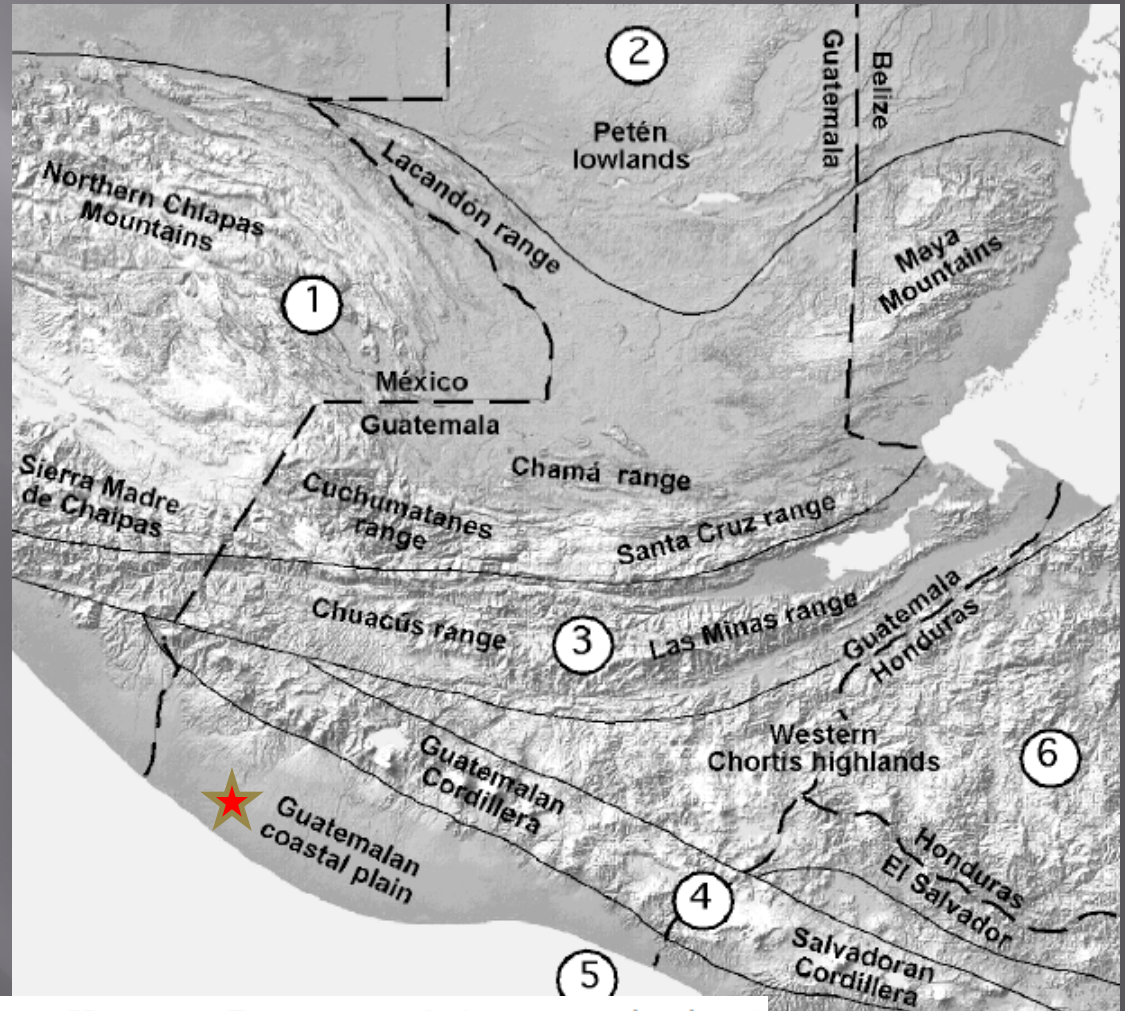 2
Petén
lowlands
Guatemala
Belize
Lacandón range
Northern Chiapas
Mountains
Maya
Mountains
1
México
Guatemala
Chamá range
Sierra Madre
de Chaipas
Cuchumatanes
range
Santa Cruz range
Chuacús range
3
Las Minas range
Guatemala
Honduras
Western
Chortís highlands
6
Guatemalan
Cordillera
Guatemalan
coastal plain
Honduras
El Salvador
4
Salvadoran
Cordillera
5